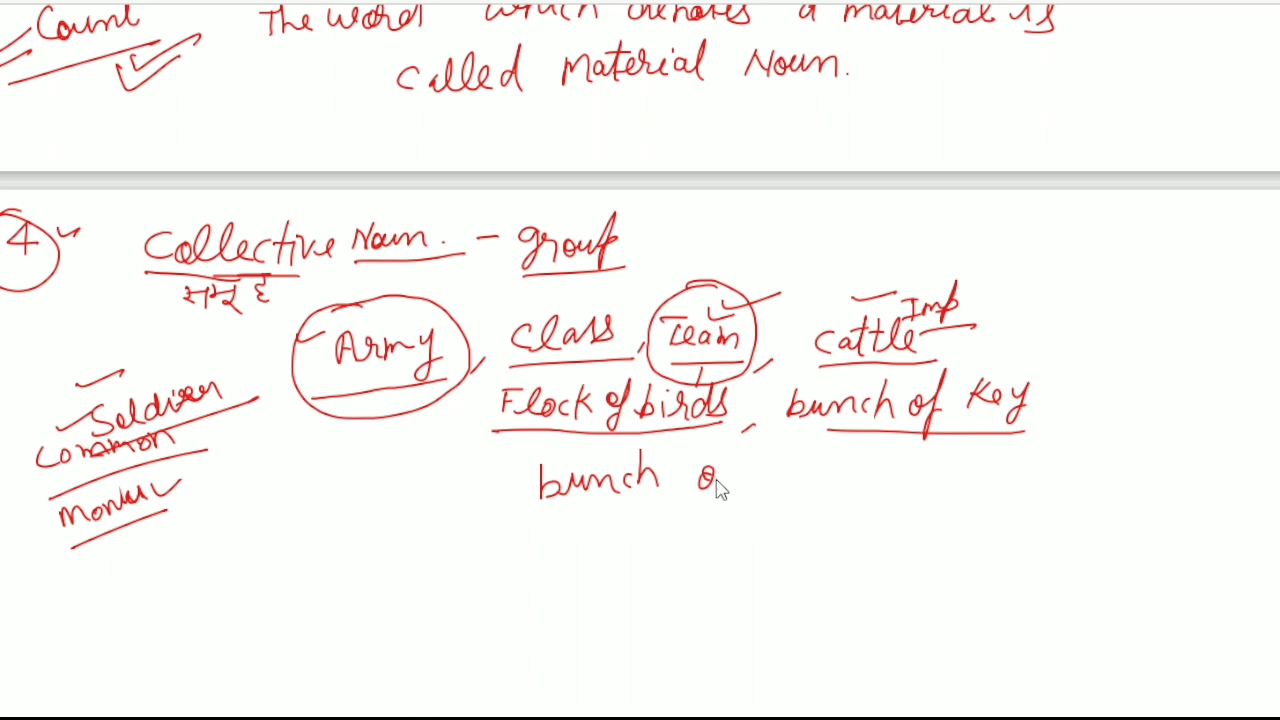 Count
The word which denotes a material is
called Material Noun.
4 Collective Noun. - group
समूह
Army, Class, Team, Cattle Imp
Flock of birds, bunch of Key
Soldier
Common
bunch o